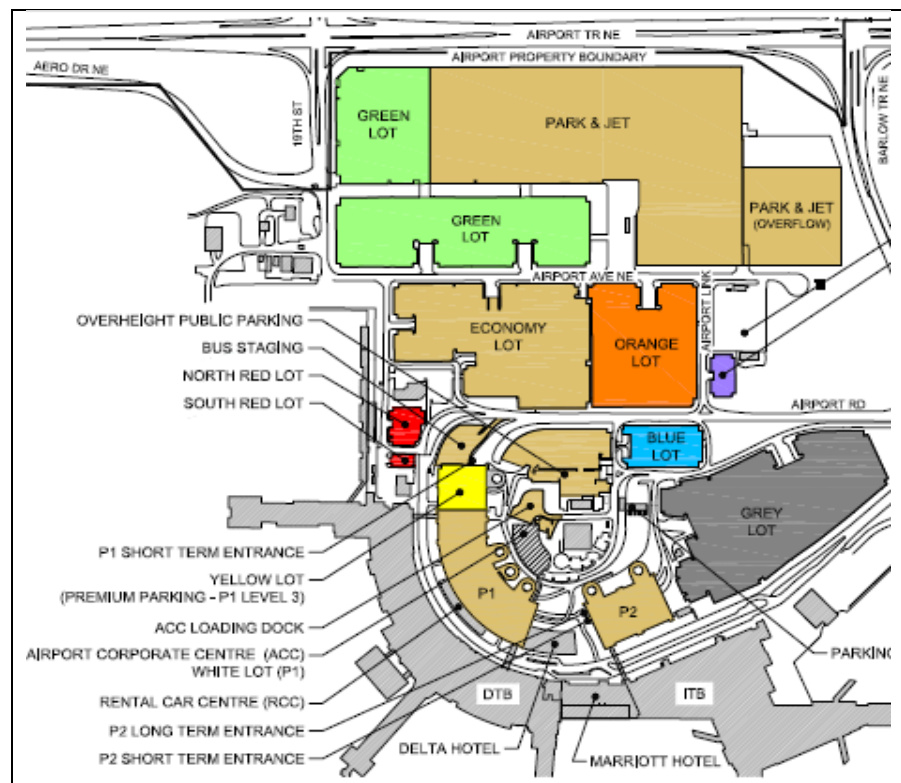 AIRPORT TR NE
AIRPORT PROPERTY BOUNDARY
AERO DR NE
19TH ST
BARLOW TR NE
GREEN
LOT
PARK & JET
GREEN
LOT
PARK & JET
(OVERFLOW)
AIRPORT AVE NE
AIRPORT LINK
OVERHEIGHT PUBLIC PARKING
BUS STAGING
NORTH RED LOT
SOUTH RED LOT
ECONOMY
LOT
ORANGE
LOT
AIRPORT RD
BLUE
LOT
GREY
LOT
P1 SHORT TERM ENTRANCE
YELLOW LOT
(PREMIUM PARKING - P1 LEVEL 3)
ACC LOADING DOCK
AIRPORT CORPORATE CENTRE (ACC)
WHITE LOT (P1)
RENTAL CAR CENTRE (RCC)
P2 LONG TERM ENTRANCE
P2 SHORT TERM ENTRANCE
P1
P2
PARKING
DTB
ITB
DELTA HOTEL
MARRIOTT HOTEL